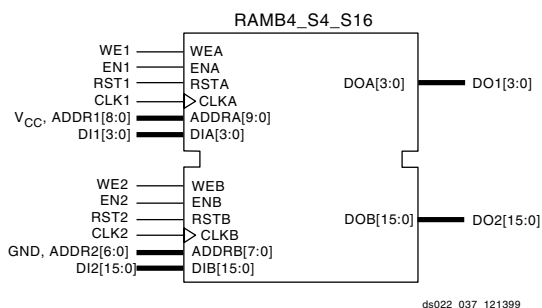 RAMB4_S4_S16
WE1 WEA
EN1 ENA
RST1 RSTA DOA[3:0] DO1[3:0]
CLK1 CLKA
VCC, ADDR1[8:0] ADDRA[9:0]
DI1[3:0] DIA[3:0]
WE2 WEB
EN2 ENB
RST2 RSTB DOB[15:0] DO2[15:0]
CLK2 CLKB
GND, ADDR2[6:0] ADDRB[7:0]
DI2[15:0] DIB[15:0]
ds022_037_121399